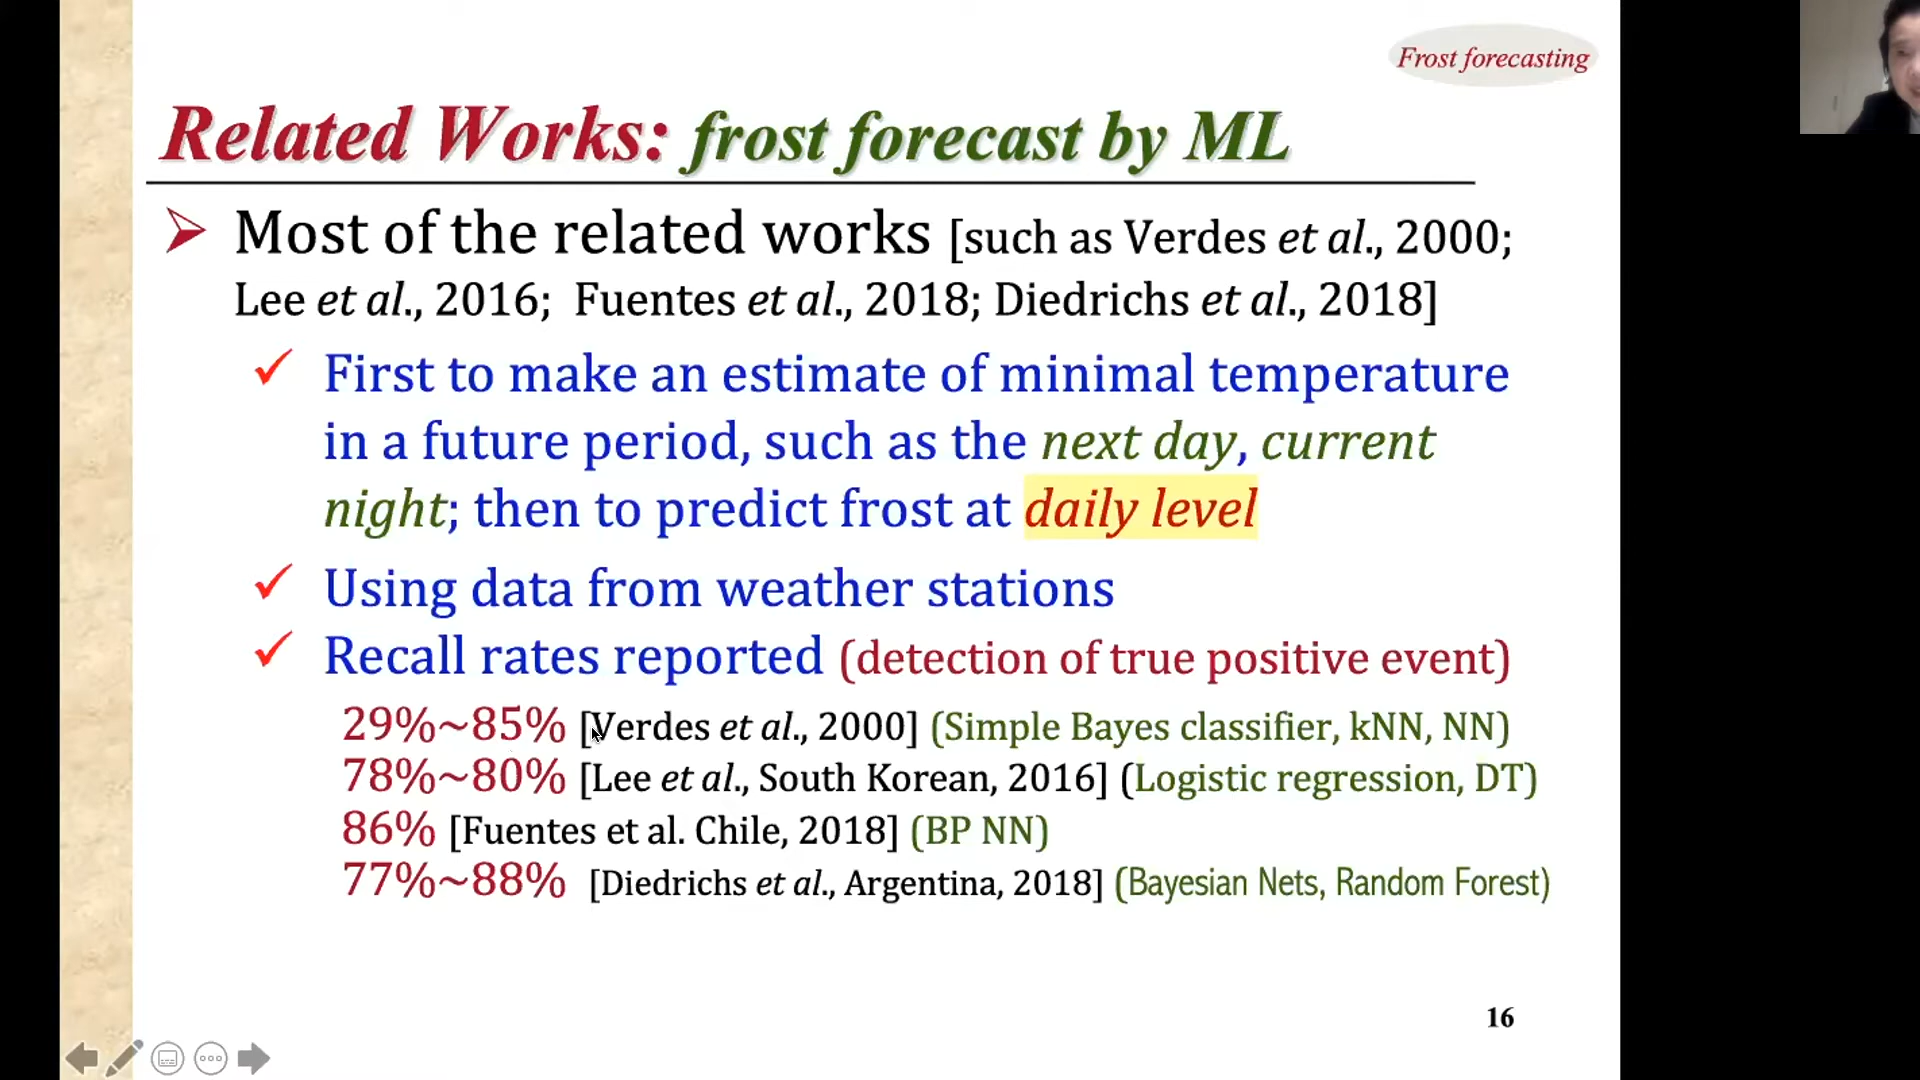 Frost forecasting
Related Works: frost forecast by ML
Most of the related works [such as Verdes et al., 2000;
Lee et al., 2016; Fuentes et al., 2018; Diedrichs et al., 2018]
First to make an estimate of minimal temperature
in a future period, such as the next day, current
night; then to predict frost at daily level
Using data from weather stations
Recall rates reported (detection of true positive event)
29%~85% [Verdes et al., 2000] (Simple Bayes classifier, kNN, NN)
78%~80% [Lee et al., South Korean, 2016] (Logistic regression, DT)
86% [Fuentes et al. Chile, 2018] (BP NN)
77%~88% [Diedrichs et al., Argentina, 2018] (Bayesian Nets, Random Forest)
16